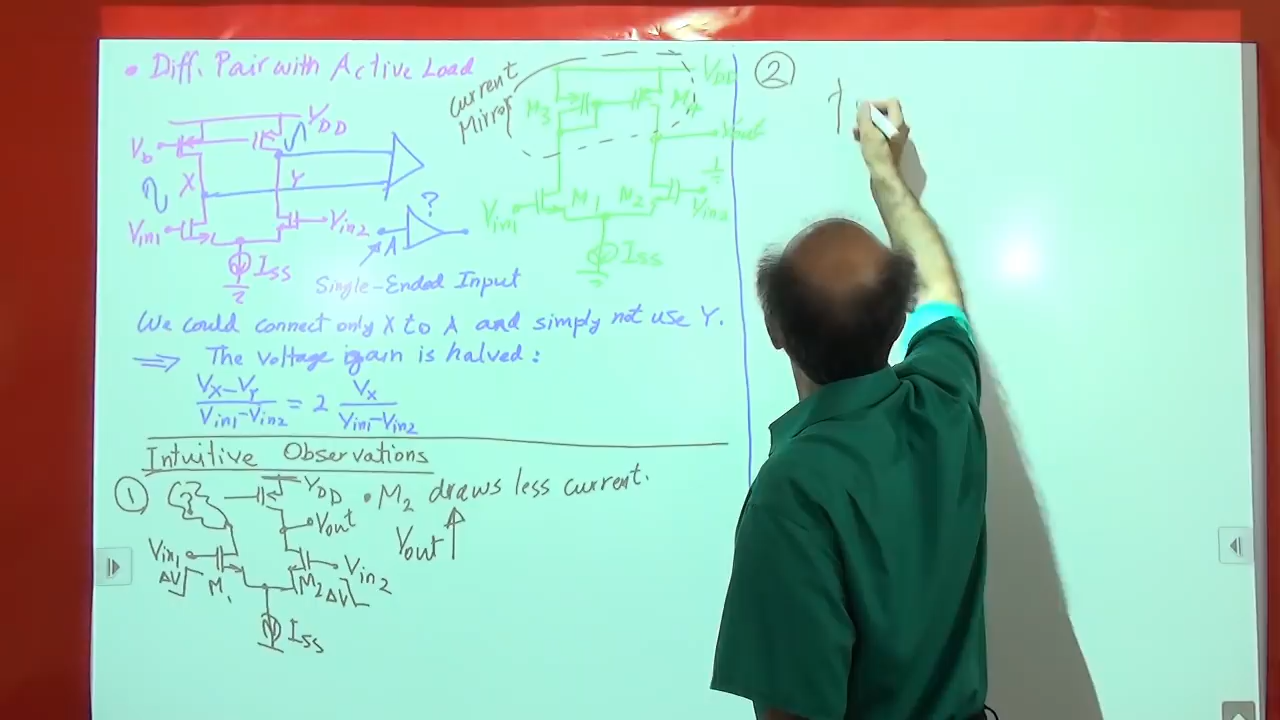 • Diff. Pair with Active Load
VDD
Vb
X
Y
Vin1
Vin2
ISS
A
?
Single-Ended Input
Current
Mirror
VDD
M3
M4
Vout
M1
M2
Vin1
Vin2
ISS
We could connect only X to A and simply not use Y.
⟹ The voltage gain is halved:
VX-VY / Vin1-Vin2 = 2 VX / Vin1-Vin2
Intuitive Observations
1
?
VDD
• M2 draws less current.
Vout
Vout ↑
Vin1
ΔV
M1
M2
ΔV
Vin2
ISS
2